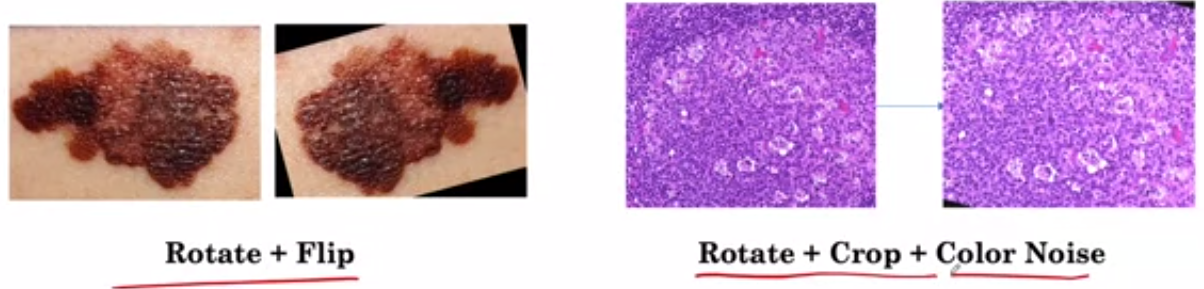 Rotate + Flip
Rotate + Crop + Color Noise